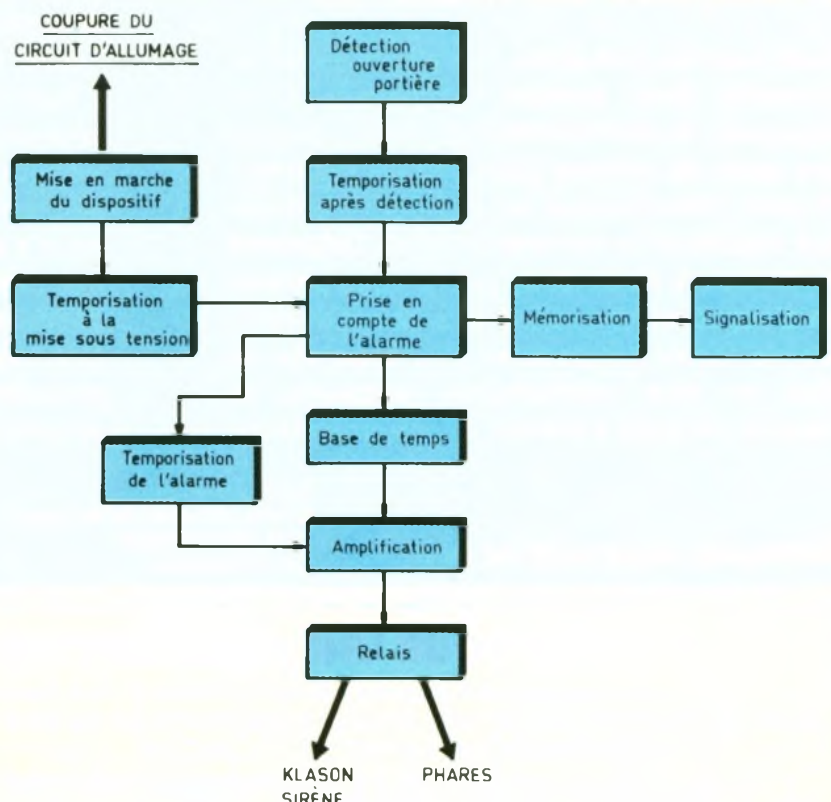 COUPURE DU
CIRCUIT D'ALLUMAGE
Détection
ouverture
portière
Mise en marche
du dispositif
Temporisation
après détection
Temporisation
à la
mise sous tension
Prise en
compte de
l'alarme
Mémorisation
Signalisation
Temporisation
de l'alarme
Base de temps
Amplification
Relais
KLASON
SIRÈNE
PHARES